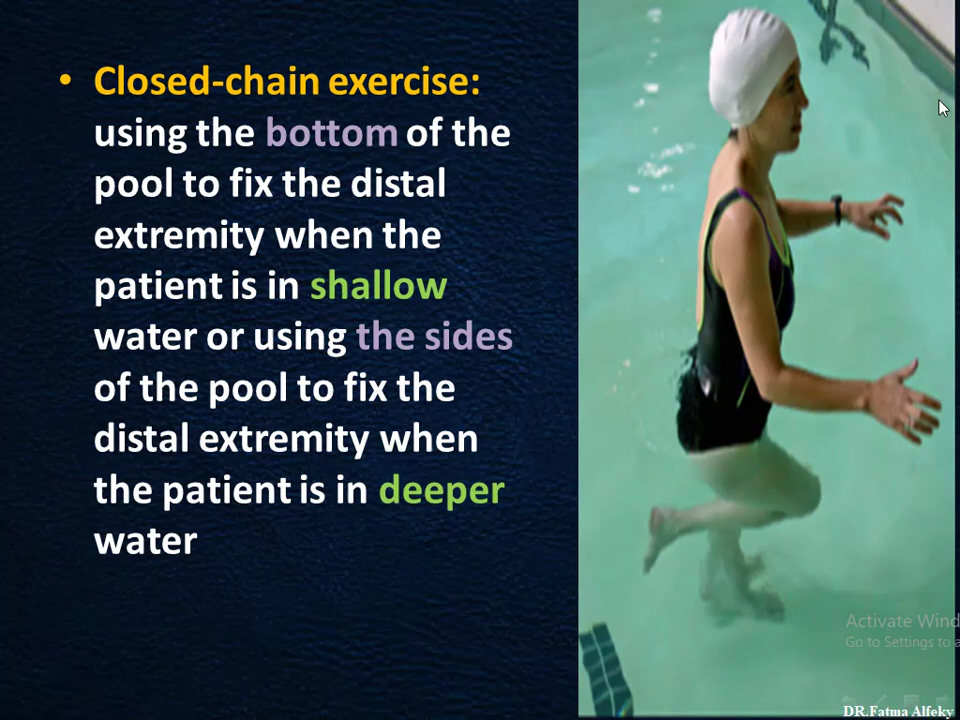 • Closed-chain exercise:
using the bottom of the
pool to fix the distal
extremity when the
patient is in shallow
water or using the sides
of the pool to fix the
distal extremity when
the patient is in deeper
water
Activate Wind
Go to Settings to a
DR.Fatma Alfeky